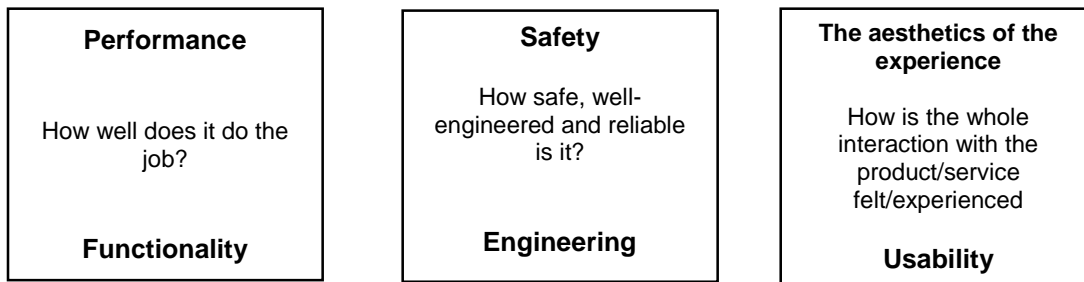 Performance
How well does it do the
job?
Functionality
Safety
How safe, well-
engineered and reliable
is it?
Engineering
The aesthetics of the
experience
How is the whole
interaction with the
product/service
felt/experienced
Usability